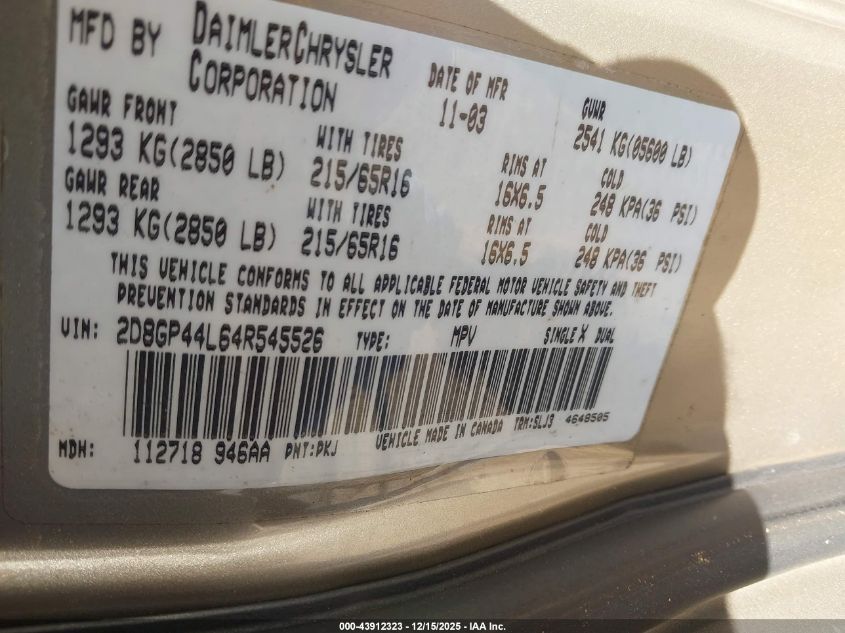 MFD BY DAIMLERCHRYSLER CORPORATION
DATE OF MFR 11-03
GVWR 2541 KG(05600 LB)
GAWR FRONT 1293 KG(2850 LB)
WITH TIRES 215/65R16
RIMS AT 16X6.5
COLD 248 KPA(36 PSI)
GAWR REAR 1293 KG(2850 LB)
WITH TIRES 215/65R16
RIMS AT 16X6.5
COLD 248 KPA(36 PSI)
THIS VEHICLE CONFORMS TO ALL APPLICABLE FEDERAL MOTOR VEHICLE SAFETY AND THEFT
PREVENTION STANDARDS IN EFFECT ON THE DATE OF MANUFACTURE SHOWN ABOVE.
VIN: 2D8GP44L64R545526 TYPE: MPV SINGLE X DUAL
MDH: 112718 946AA PNT:PKJ VEHICLE MADE IN CANADA TRM:SLJ3 4648505
000-43912323 - 12/15/2025 - IAA Inc.